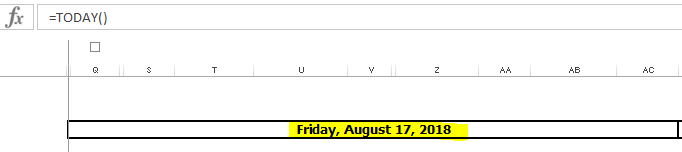 fx =TODAY()
Q S T U V Z AA AB AC
Friday, August 17, 2018